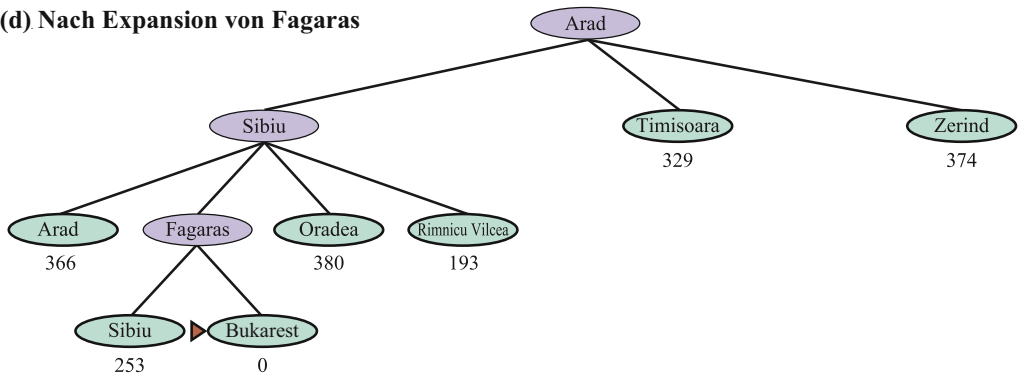 (d). Nach Expansion von Fagaras
Arad
Sibiu
Timisoara
Zerind
329
374
Arad
Fagaras
Oradea
Rimnicu Vilcea
366
380
193
Sibiu
Bukarest
253
0